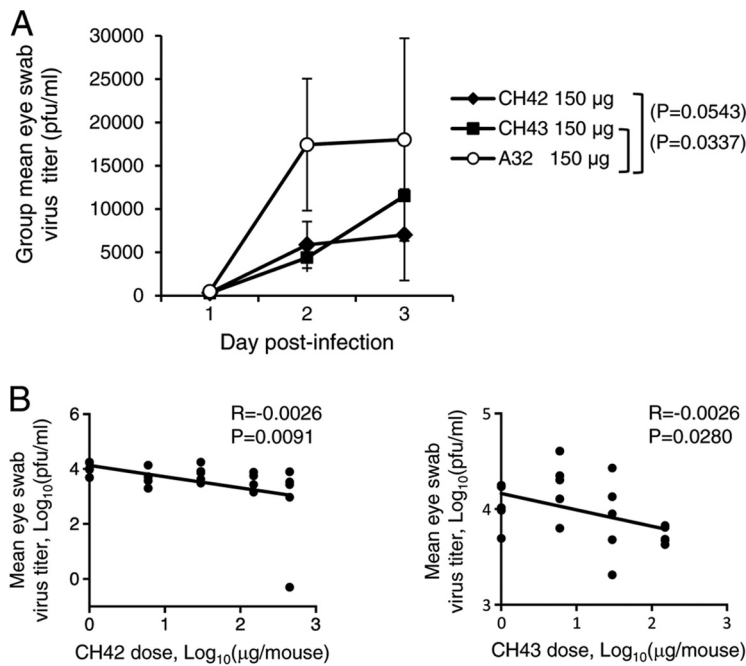 A
Group mean eye swab
virus titer (pfu/ml)
30000
25000
20000
15000
10000
5000
0
1 2 3
Day post-infection
CH42 150 µg
CH43 150 µg
A32 150 µg
(P=0.0543)
(P=0.0337)
B
Mean eye swab
virus titer, Log10(pfu/ml)
6
4
2
0
R=-0.0026
P=0.0091
0 1 2 3
CH42 dose, Log10(µg/mouse)
Mean eye swab
virus titer, Log10(pfu/ml)
5
4
3
R=-0.0026
P=0.0280
0 1 2 3
CH43 dose, Log10(µg/mouse)